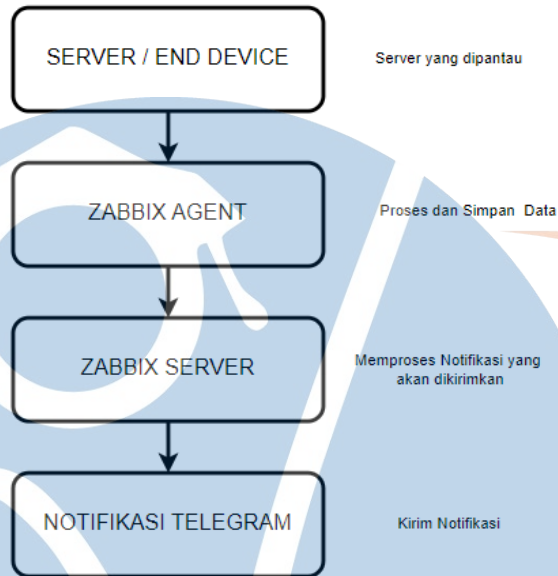 SERVER / END DEVICE
Server yang dipantau
ZABBIX AGENT
Proses dan Simpan Data
ZABBIX SERVER
Memproses Notifikasi yang
akan dikirimkan
NOTIFIKASI TELEGRAM
Kirim Notifikasi